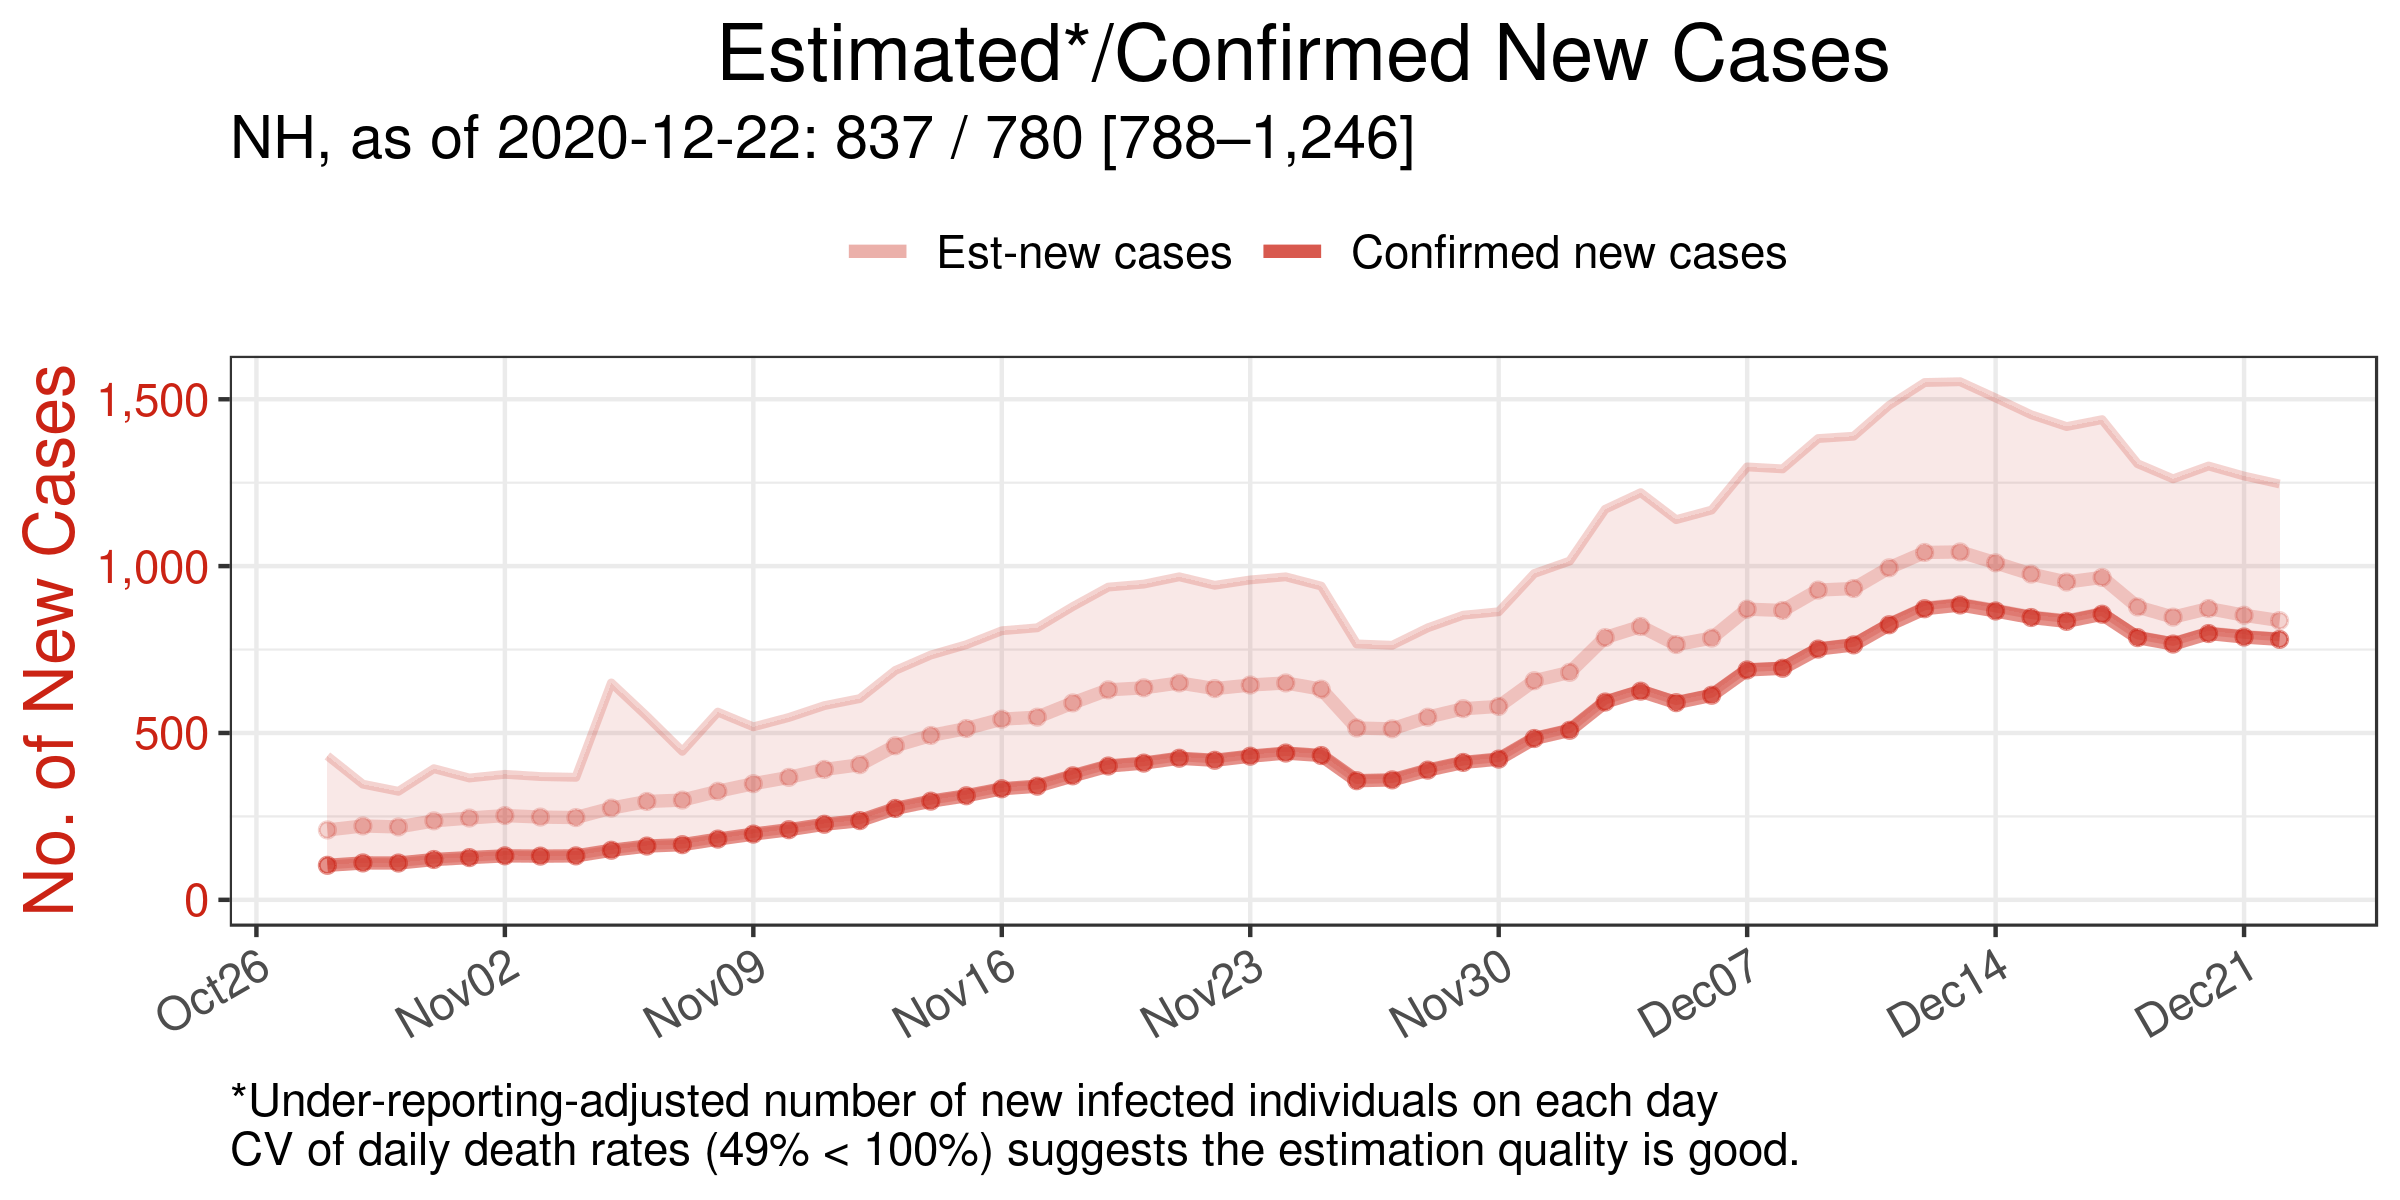 Estimated*/Confirmed New Cases
NH, as of 2020-12-22: 837 / 780 [788–1,246]
Est-new cases Confirmed new cases
No. of New Cases
1,500
1,000
500
0
Oct26 Nov02 Nov09 Nov16 Nov23 Nov30 Dec07 Dec14 Dec21
*Under-reporting-adjusted number of new infected individuals on each day
CV of daily death rates (49% < 100%) suggests the estimation quality is good.